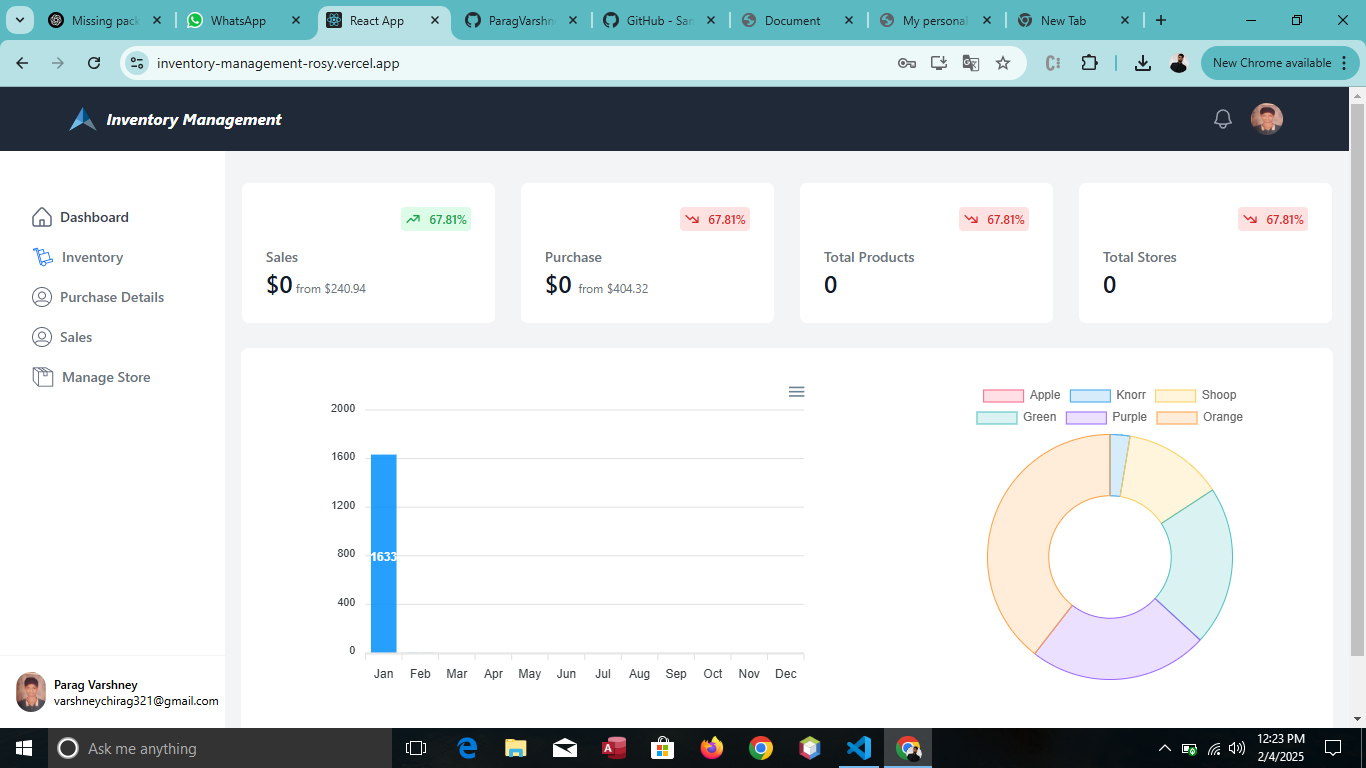 Missing pack
WhatsApp
React App
ParagVarshn
GitHub - San
Document
My personal
New Tab
inventory-management-rosy.vercel.app
New Chrome available
Inventory Management
Dashboard
Inventory
Purchase Details
Sales
Manage Store
67.81%
Sales
$0 from $240.94
67.81%
Purchase
$0 from $404.32
67.81%
Total Products
0
67.81%
Total Stores
0
2000
1600
1200
800
400
0
1633
Jan Feb Mar Apr May Jun Jul Aug Sep Oct Nov Dec
Apple Knorr Shoop
Green Purple Orange
Parag Varshney
varshneychirag321@gmail.com
Ask me anything
12:23 PM
2/4/2025